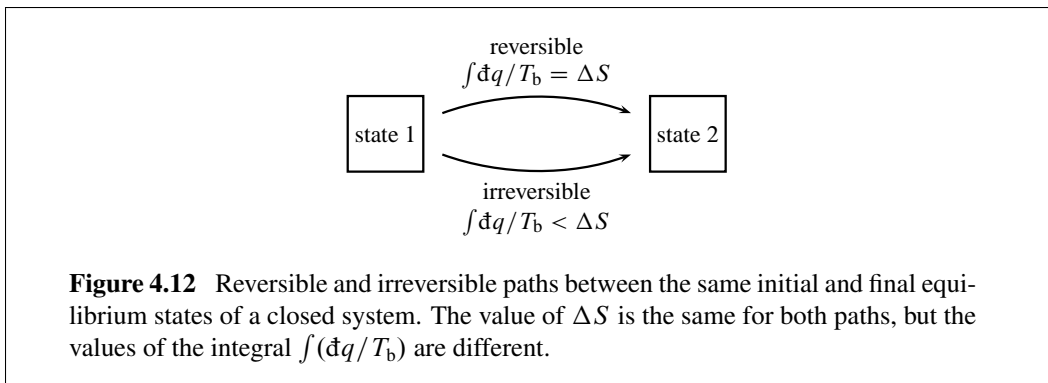 reversible
∫đq/T_b = ΔS
state 1
state 2
irreversible
∫đq/T_b < ΔS
Figure 4.12 Reversible and irreversible paths between the same initial and final equi-
librium states of a closed system. The value of ΔS is the same for both paths, but the
values of the integral ∫(đq/T_b) are different.